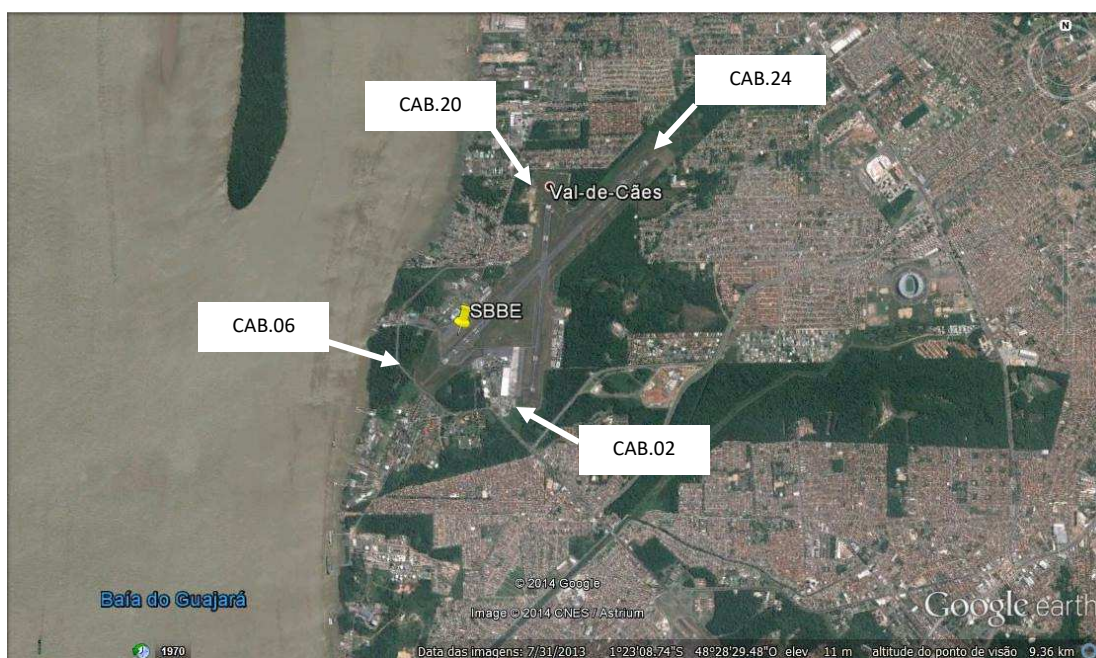 N
CAB.24
CAB.20
Val-de-Cães
SBBE
CAB.06
CAB.02
© 2014 Google
Image © 2014 CNES / Astrium
Baía do Guajará
Google earth
1970
Data das imagens: 7/31/2013 1°23'08.74"S 48°28'29.48"O elev 11 m altitude do ponto de visão 9.36 km